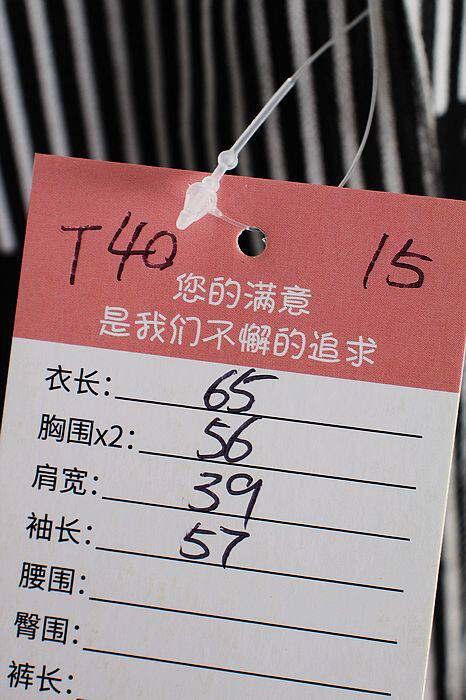 T40 15
您的满意
是我们不懈的追求
衣长: 65
胸围x2: 56
肩宽: 39
袖长: 57
腰围:
臀围:
裤长: